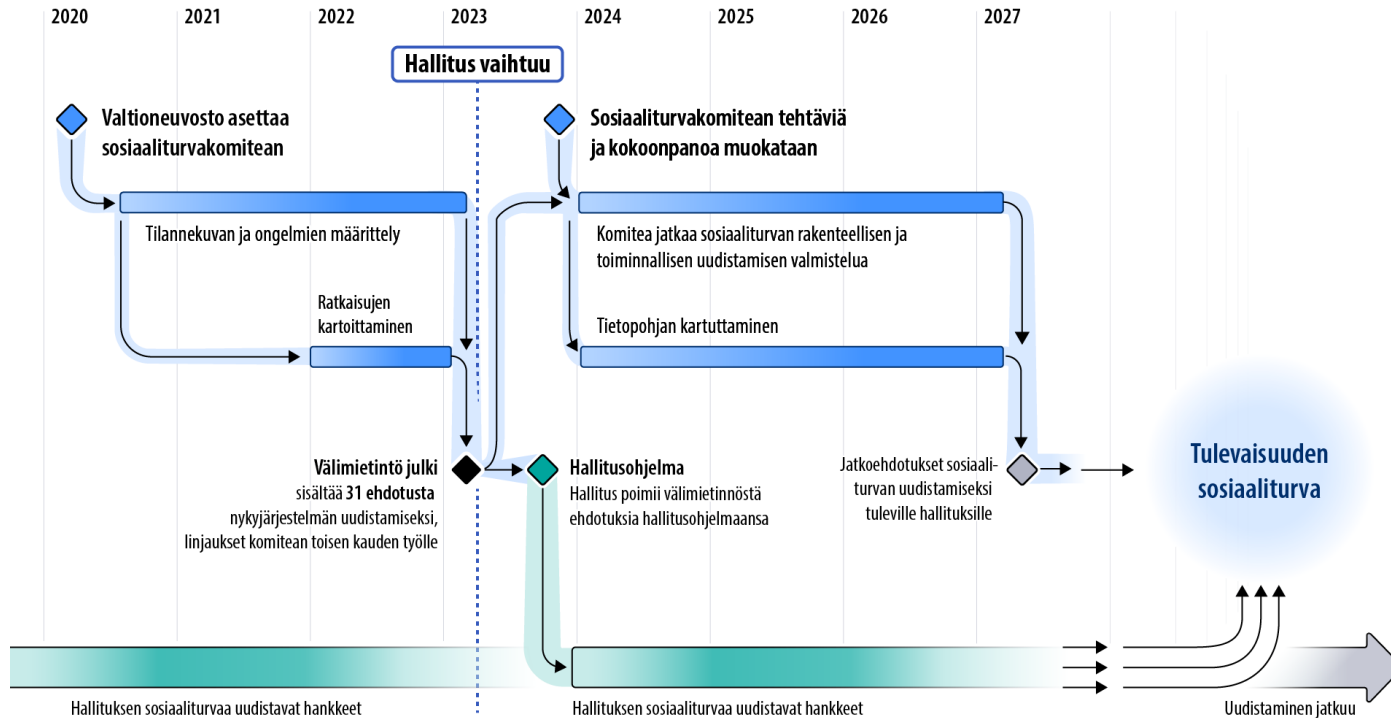 2020
2021
2022
2023
2024
2025
2026
2027
Hallitus vaihtuu
Valtioneuvosto asettaa
sosiaaliturvakomitean
Sosiaaliturvakomitean tehtäviä
ja kokoonpanoa muokataan
Tilannekuvan ja ongelmien määrittely
Komitea jatkaa sosiaaliturvan rakenteellisen ja
toiminnallisen uudistamisen valmistelua
Ratkaisujen
kartoittaminen
Tietopohjan kartuttaminen
Välimietintö julki
sisältää 31 ehdotusta
nykyjärjestelmän uudistamiseksi,
linjaukset komitean toisen kauden työlle
Hallitusohjelma
Hallitus poimii välimietinnöstä
ehdotuksia hallitusohjelmaansa
Jatkoehdotukset sosiaali-
turvan uudistamiseksi
tuleville hallituksille
Tulevaisuuden
sosiaaliturva
Hallituksen sosiaaliturvaa uudistavat hankkeet
Hallituksen sosiaaliturvaa uudistavat hankkeet
Uudistaminen jatkuu